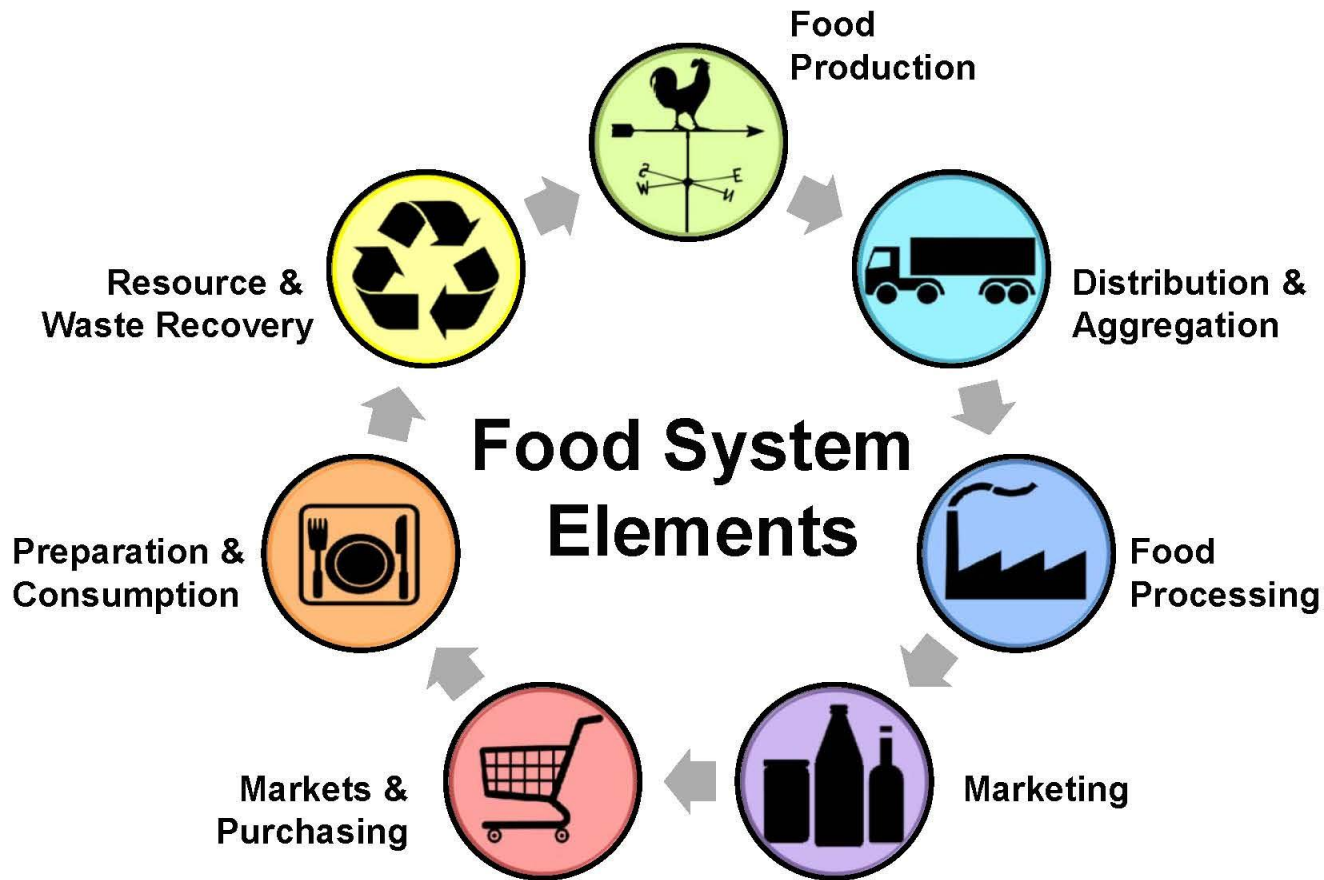 Food
Production
S
E
W
N
Distribution &
Aggregation
Resource &
Waste Recovery
Food System
Elements
Preparation &
Consumption
Food
Processing
Markets &
Purchasing
Marketing